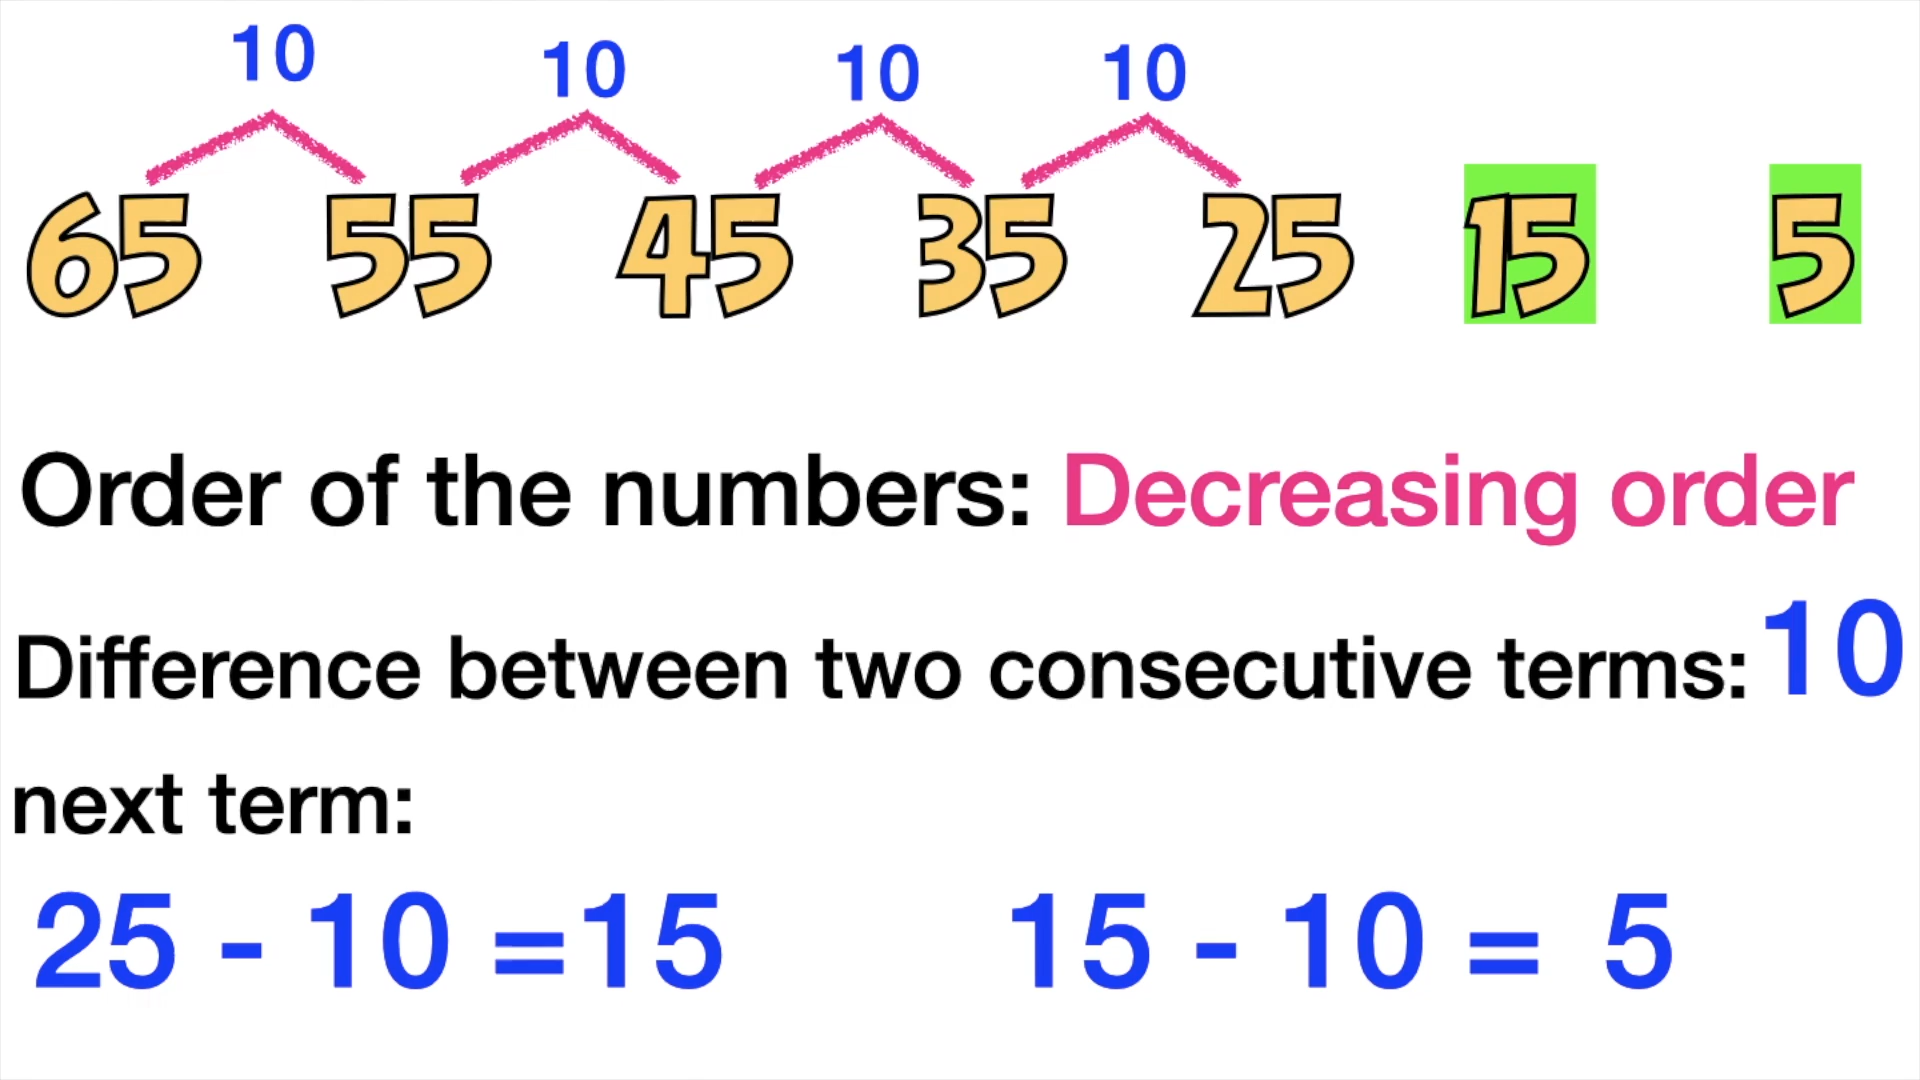 10 10 10 10
65 55 45 35 25 15 5
Order of the numbers: Decreasing order
Difference between two consecutive terms: 10
next term:
25 - 10 =15 15 - 10 = 5